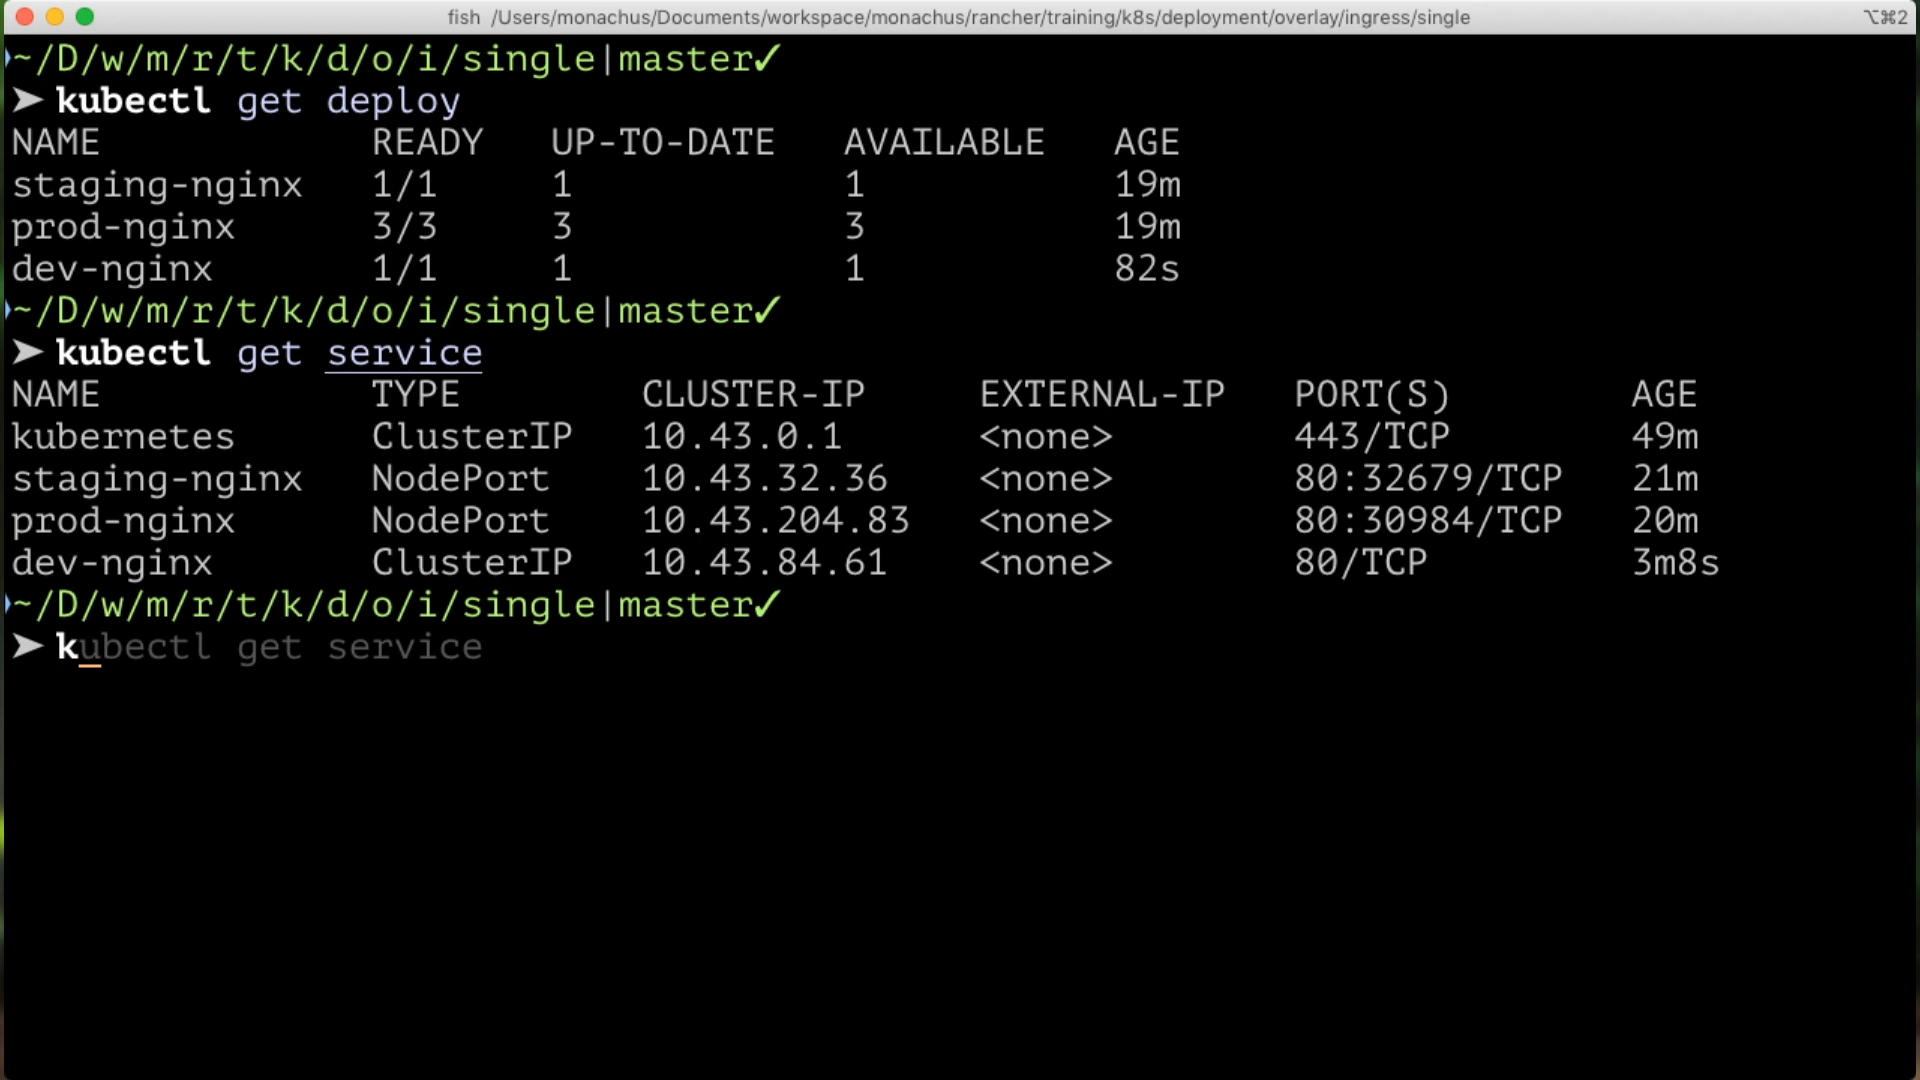 fish /Users/monachus/Documents/workspace/monachus/rancher/training/k8s/deployment/overlay/ingress/single ⌥⌘2
~/D/w/m/r/t/k/d/o/i/single|master✓
➤ kubectl get deploy
NAME READY UP-TO-DATE AVAILABLE AGE
staging-nginx 1/1 1 1 19m
prod-nginx 3/3 3 3 19m
dev-nginx 1/1 1 1 82s
~/D/w/m/r/t/k/d/o/i/single|master✓
➤ kubectl get service
NAME TYPE CLUSTER-IP EXTERNAL-IP PORT(S) AGE
kubernetes ClusterIP 10.43.0.1 <none> 443/TCP 49m
staging-nginx NodePort 10.43.32.36 <none> 80:32679/TCP 21m
prod-nginx NodePort 10.43.204.83 <none> 80:30984/TCP 20m
dev-nginx ClusterIP 10.43.84.61 <none> 80/TCP 3m8s
~/D/w/m/r/t/k/d/o/i/single|master✓
➤ kubectl get service